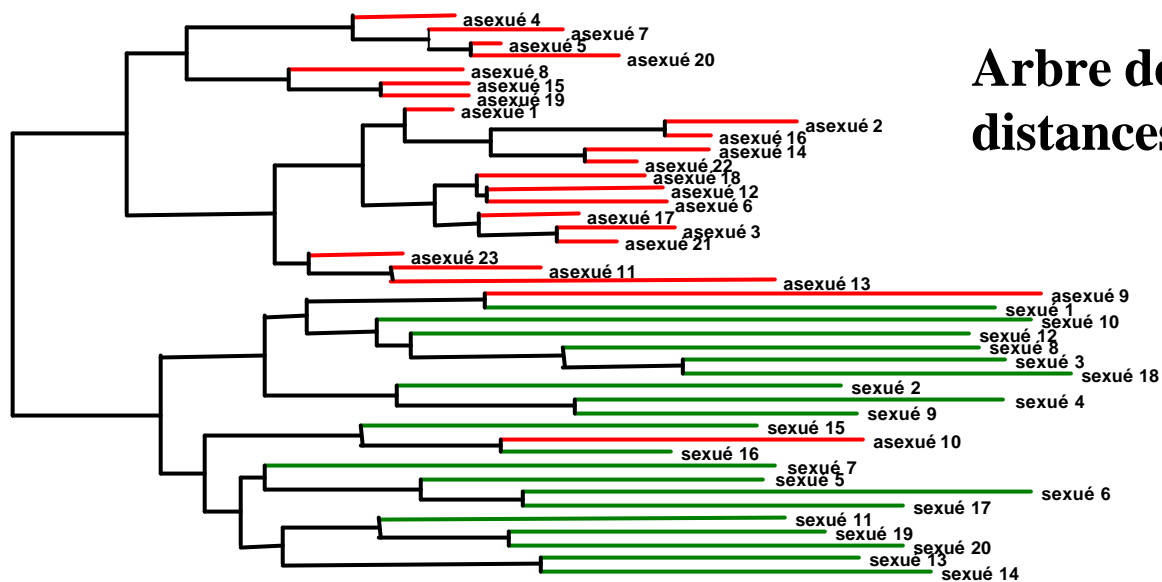 asexué 4
asexué 7
asexué 5
asexué 20
asexué 8
asexué 15
asexué 19
asexué 1
asexué 2
asexué 16
asexué 14
asexué 22
asexué 18
asexué 12
asexué 6
asexué 17
asexué 3
asexué 21
asexué 23
asexué 11
asexué 13
asexué 9
sexué 1
sexué 10
sexué 12
sexué 8
sexué 3
sexué 18
sexué 2
sexué 4
sexué 9
sexué 15
asexué 10
sexué 16
sexué 7
sexué 5
sexué 6
sexué 17
sexué 11
sexué 19
sexué 20
sexué 13
sexué 14
Arbre de
distances